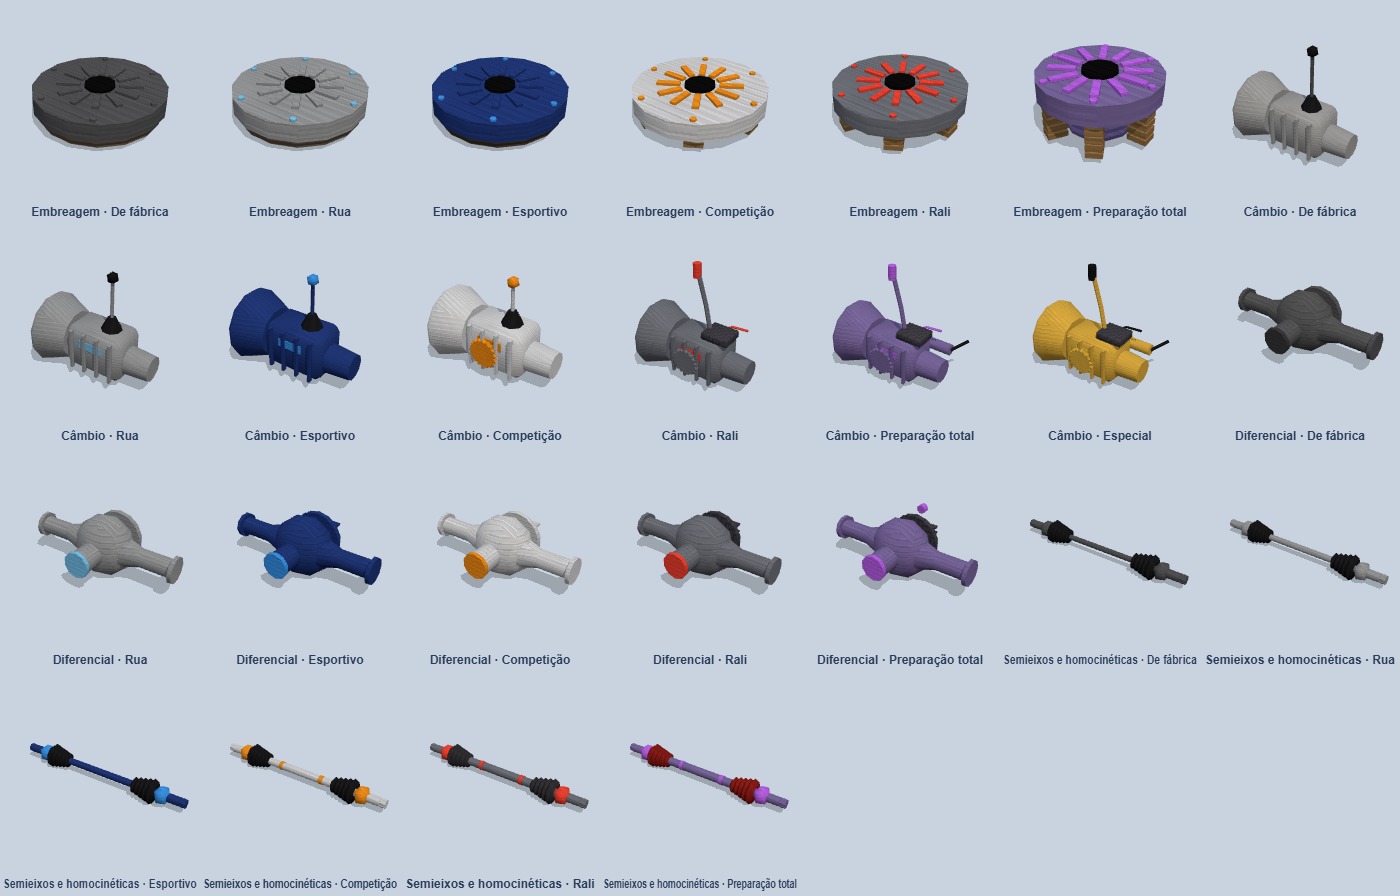 Embreagem · De fábrica
Embreagem · Rua
Embreagem · Esportivo
Embreagem · Competição
Embreagem · Rali
Embreagem · Preparação total
Câmbio · De fábrica
Câmbio · Rua
Câmbio · Esportivo
Câmbio · Competição
Câmbio · Rali
Câmbio · Preparação total
Câmbio · Especial
Diferencial · De fábrica
Diferencial · Rua
Diferencial · Esportivo
Diferencial · Competição
Diferencial · Rali
Diferencial · Preparação total
Semieixos e homocinéticas · De fábrica
Semieixos e homocinéticas · Rua
Semieixos e homocinéticas · Esportivo
Semieixos e homocinéticas · Competição
Semieixos e homocinéticas · Rali
Semieixos e homocinéticas · Preparação total